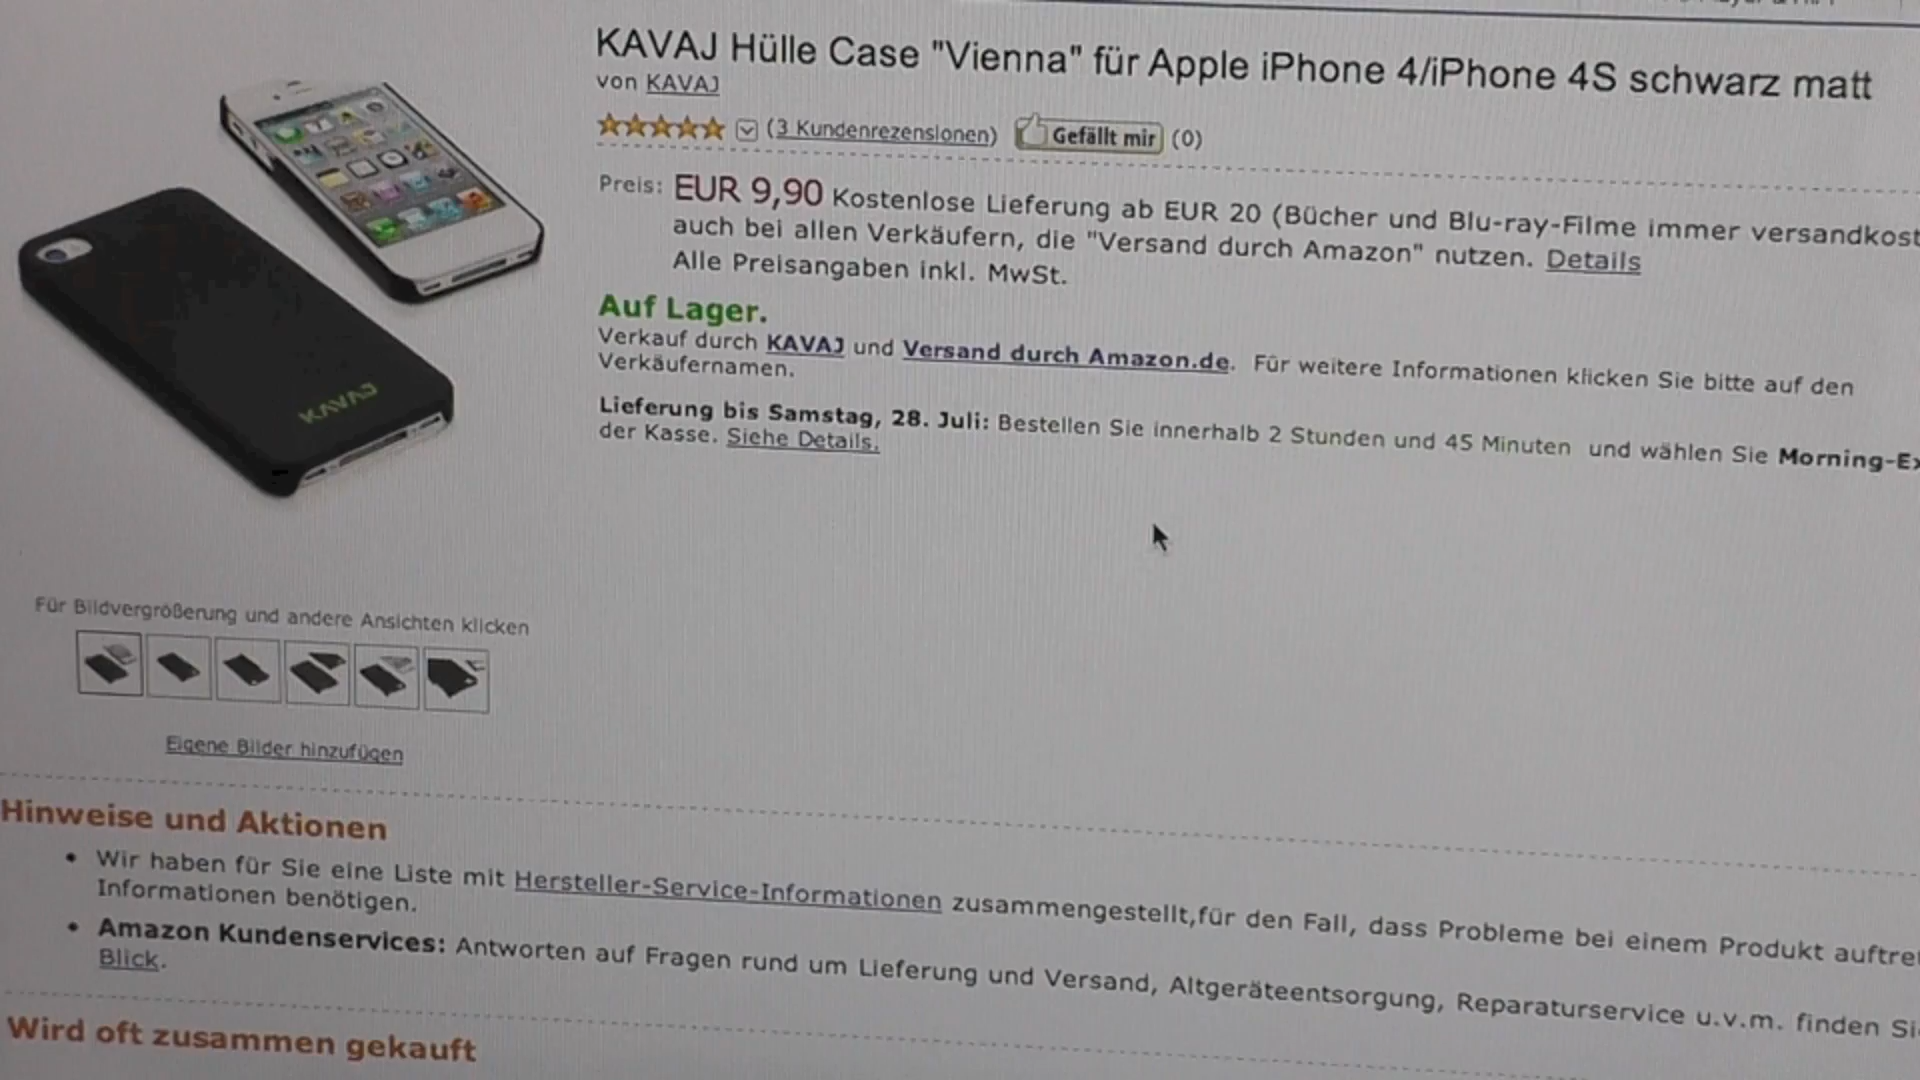 KAVAJ Hülle Case "Vienna" für Apple iPhone 4/iPhone 4S schwarz matt
von KAVAJ
(3 Kundenrezensionen) Gefällt mir (0)
Preis: EUR 9,90 Kostenlose Lieferung ab EUR 20 (Bücher und Blu-ray-Filme immer versandkost
auch bei allen Verkäufern, die "Versand durch Amazon" nutzen. Details
Alle Preisangaben inkl. MwSt.
Auf Lager.
Verkauf durch KAVAJ und Versand durch Amazon.de. Für weitere Informationen klicken Sie bitte auf den
Verkäufernamen.
Lieferung bis Samstag, 28. Juli: Bestellen Sie innerhalb 2 Stunden und 45 Minuten und wählen Sie Morning-Ex
der Kasse. Siehe Details.
KAVAJ
Für Bildvergrößerung und andere Ansichten klicken
Eigene Bilder hinzufügen
Hinweise und Aktionen
• Wir haben für Sie eine Liste mit Hersteller-Service-Informationen zusammengestellt,für den Fall, dass Probleme bei einem Produkt auftre
Informationen benötigen.
• Amazon Kundenservices: Antworten auf Fragen rund um Lieferung und Versand, Altgeräteentsorgung, Reparaturservice u.v.m. finden Si
Blick.
Wird oft zusammen gekauft